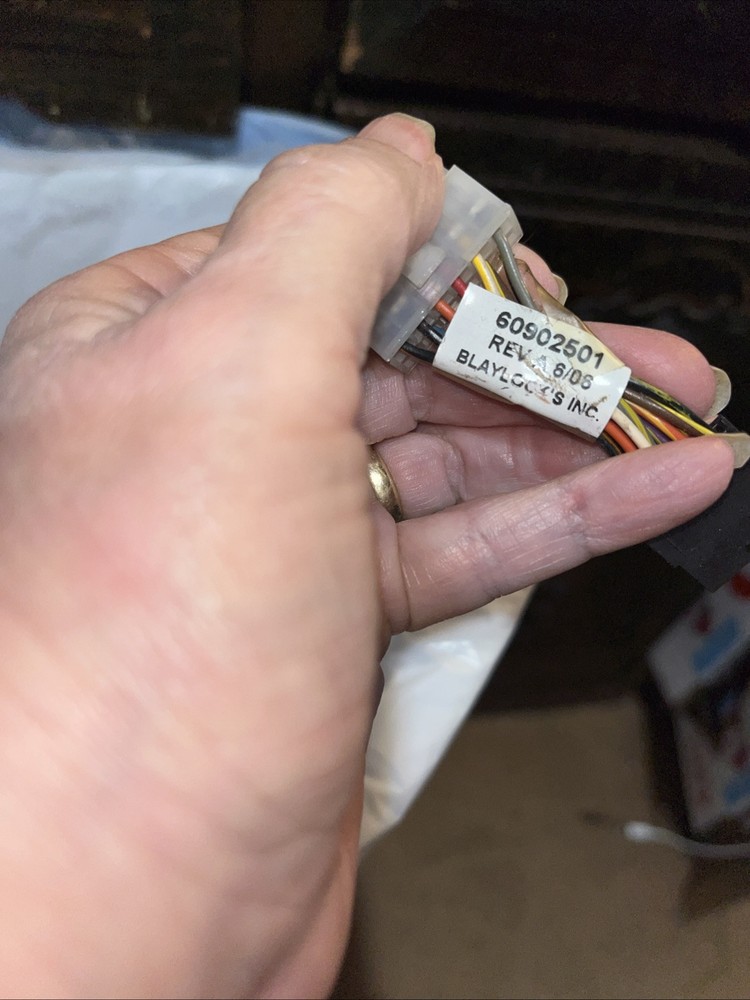 60902501
REV. A 6/06
BLAYLOCK'S INC.